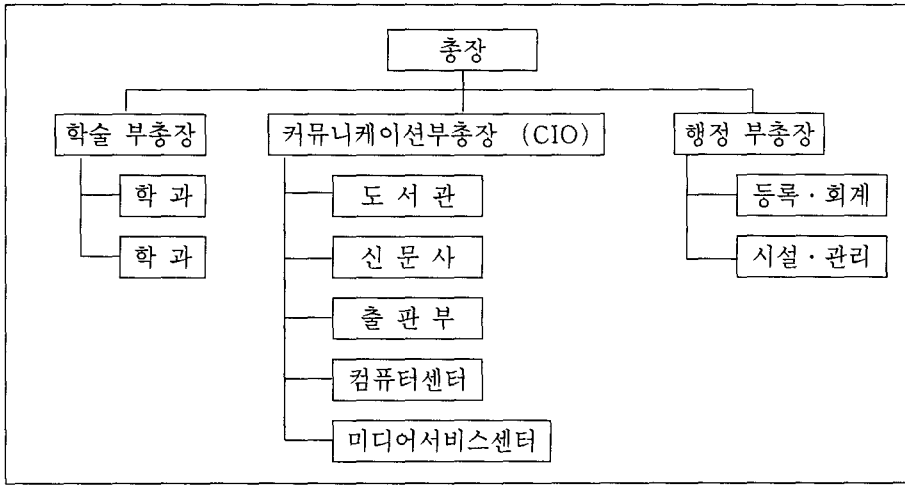 총장
학술 부총장
커뮤니케이션부총장 (CIO)
행정 부총장
학 과
도 서 관
등록 · 회계
학 과
신 문 사
시설 · 관리
출 판 부
컴퓨터센터
미디어서비스센터